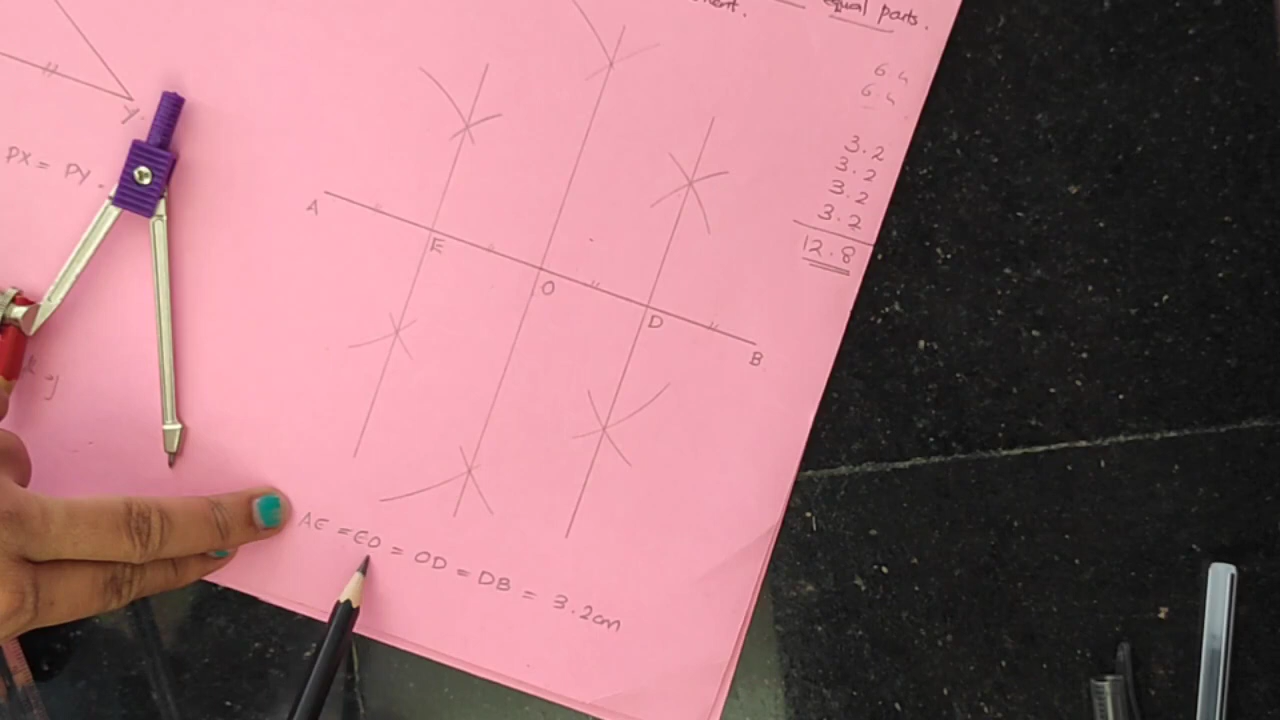 equal parts.
Y.
PX = PY.
6.4
6.4
3.2
3.2
3.2
3.2
12.8
A
E
O
D
B
AE = EO = OD = DB = 3.2cm